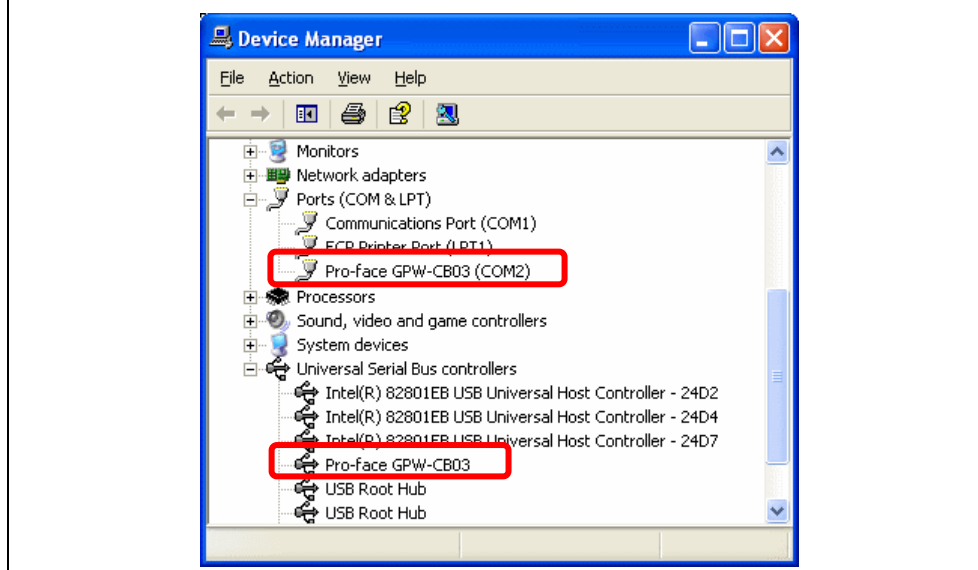 Device Manager
File Action View Help
Monitors
Network adapters
Ports (COM & LPT)
Communications Port (COM1)
ECP Printer Port (LPT1)
Pro-face GPW-CB03 (COM2)
Processors
Sound, video and game controllers
System devices
Universal Serial Bus controllers
Intel(R) 82801EB USB Universal Host Controller - 24D2
Intel(R) 82801EB USB Universal Host Controller - 24D4
Intel(R) 82801EB USB Universal Host Controller - 24D7
Pro-face GPW-CB03
USB Root Hub
USB Root Hub